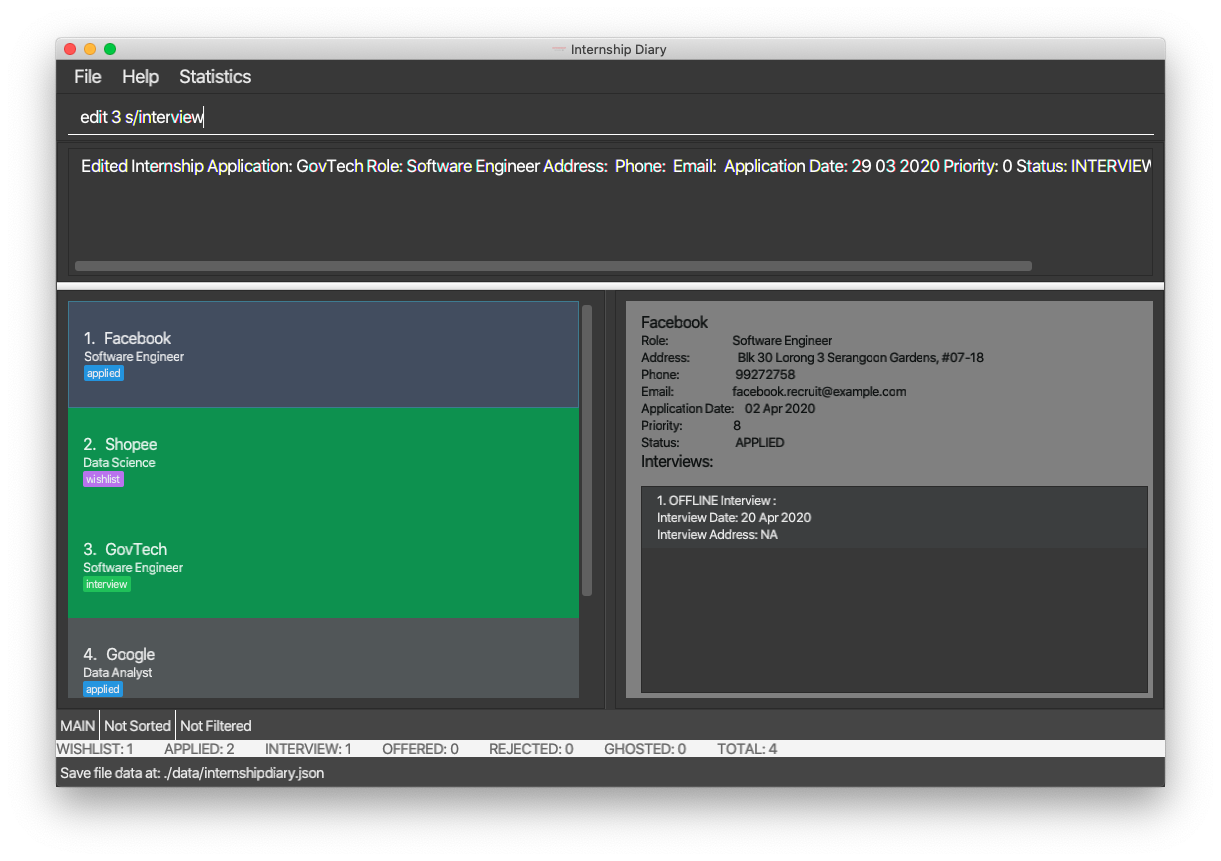 Internship Diary
File Help Statistics
edit 3 s/interview
Edited Internship Application: GovTech Role: Software Engineer Address: Phone: Email: Application Date: 29 03 2020 Priority: 0 Status: INTERVIEW
1. Facebook
Software Engineer
applied
2. Shopee
Data Science
wishlist
3. GovTech
Software Engineer
interview
4. Google
Data Analyst
applied
Facebook
Role: Software Engineer
Address: Blk 30 Lorong 3 Serangoon Gardens, #07-18
Phone: 99272758
Email: facebook.recruit@example.com
Application Date: 02 Apr 2020
Priority: 8
Status: APPLIED
Interviews:
1. OFFLINE Interview :
Interview Date: 20 Apr 2020
Interview Address: NA
MAIN Not Sorted Not Filtered
WISHLIST: 1 APPLIED: 2 INTERVIEW: 1 OFFERED: 0 REJECTED: 0 GHOSTED: 0 TOTAL: 4
Save file data at: ./data/internshipdiary.json